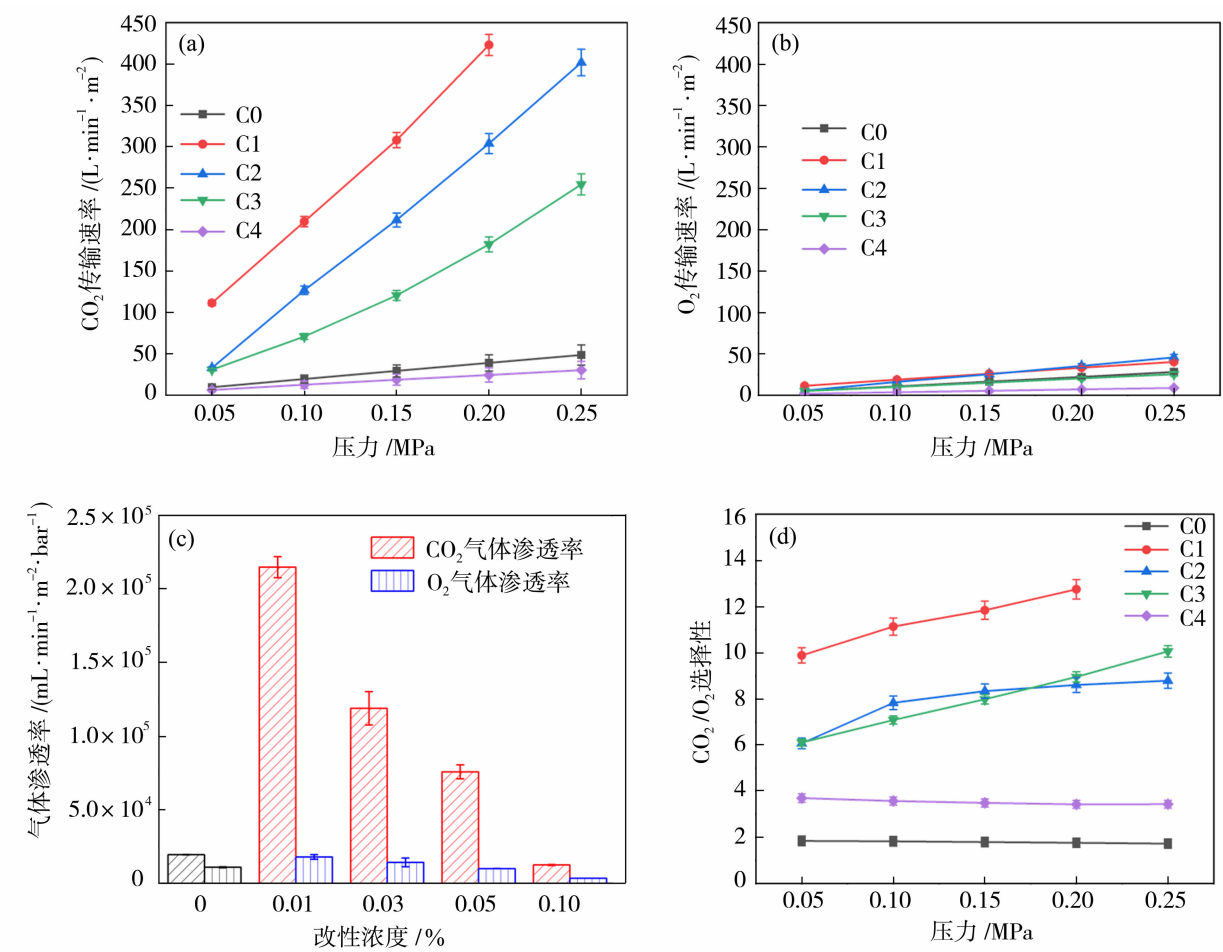 (a)
CO₂传输速率 /(L·min⁻¹·m⁻²)
450
400
350
300
250
200
150
100
50
0
C0
C1
C2
C3
C4
0.05 0.10 0.15 0.20 0.25
压力 /MPa
(b)
O₂传输速率 /(L·min⁻¹·m⁻²)
450
400
350
300
250
200
150
100
50
0
C0
C1
C2
C3
C4
0.05 0.10 0.15 0.20 0.25
压力 /MPa
(c)
气体渗透率 /(mL·min⁻¹·m⁻²·bar⁻¹)
2.5×10⁵
2.0×10⁵
1.5×10⁵
1.0×10⁵
5.0×10⁴
0
CO₂气体渗透率
O₂气体渗透率
0 0.01 0.03 0.05 0.10
改性浓度 /%
(d)
CO₂/O₂选择性
16
14
12
10
8
6
4
2
0
C0
C1
C2
C3
C4
0.05 0.10 0.15 0.20 0.25
压力 /MPa